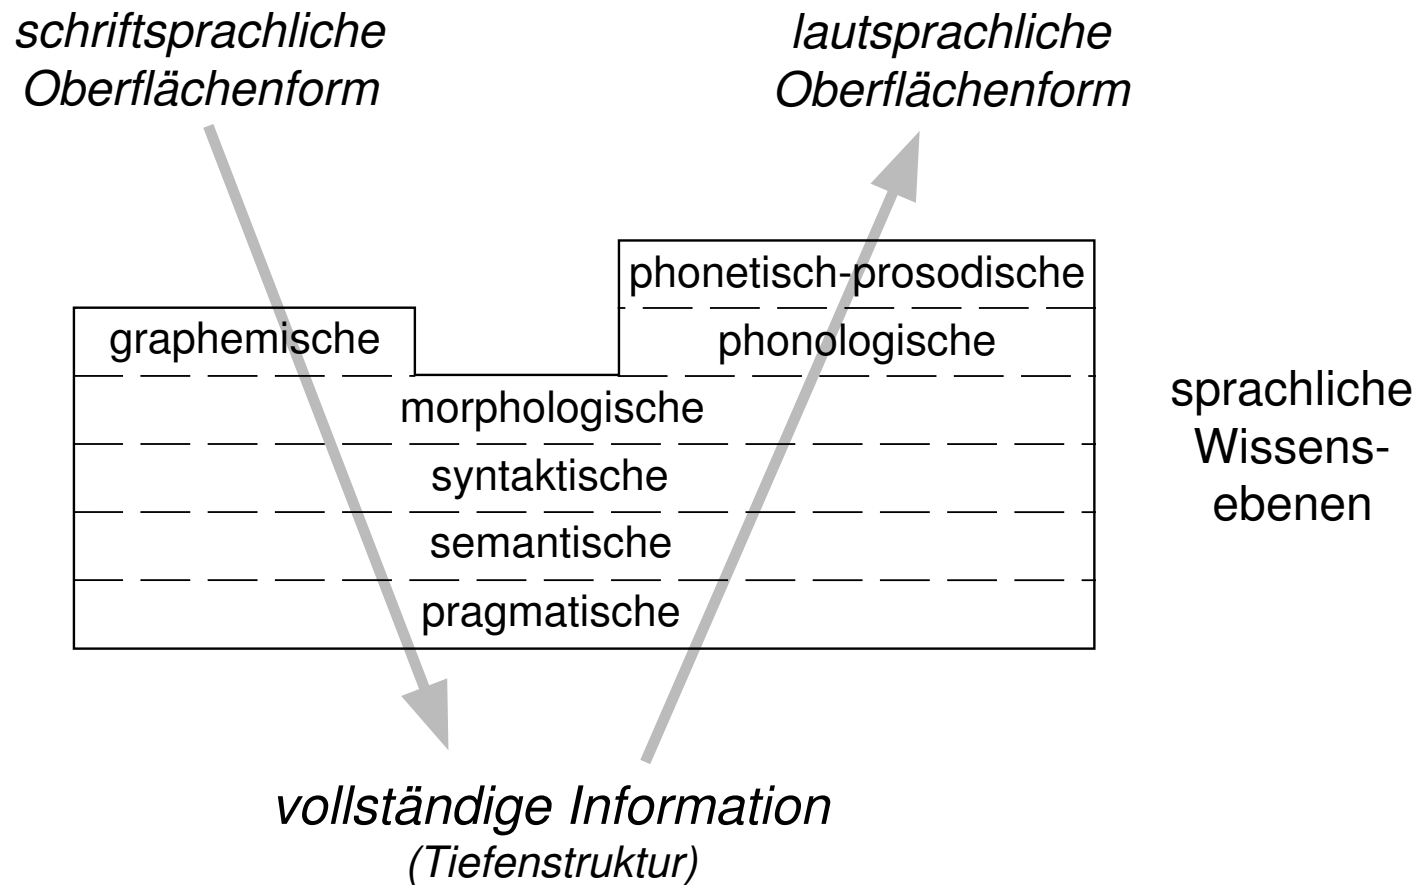 schriftsprachliche
Oberflächenform
lautsprachliche
Oberflächenform
phonetisch-prosodische
graphemische
phonologische
morphologische
syntaktische
semantische
pragmatische
sprachliche
Wissens-
ebenen
vollständige Information
(Tiefenstruktur)